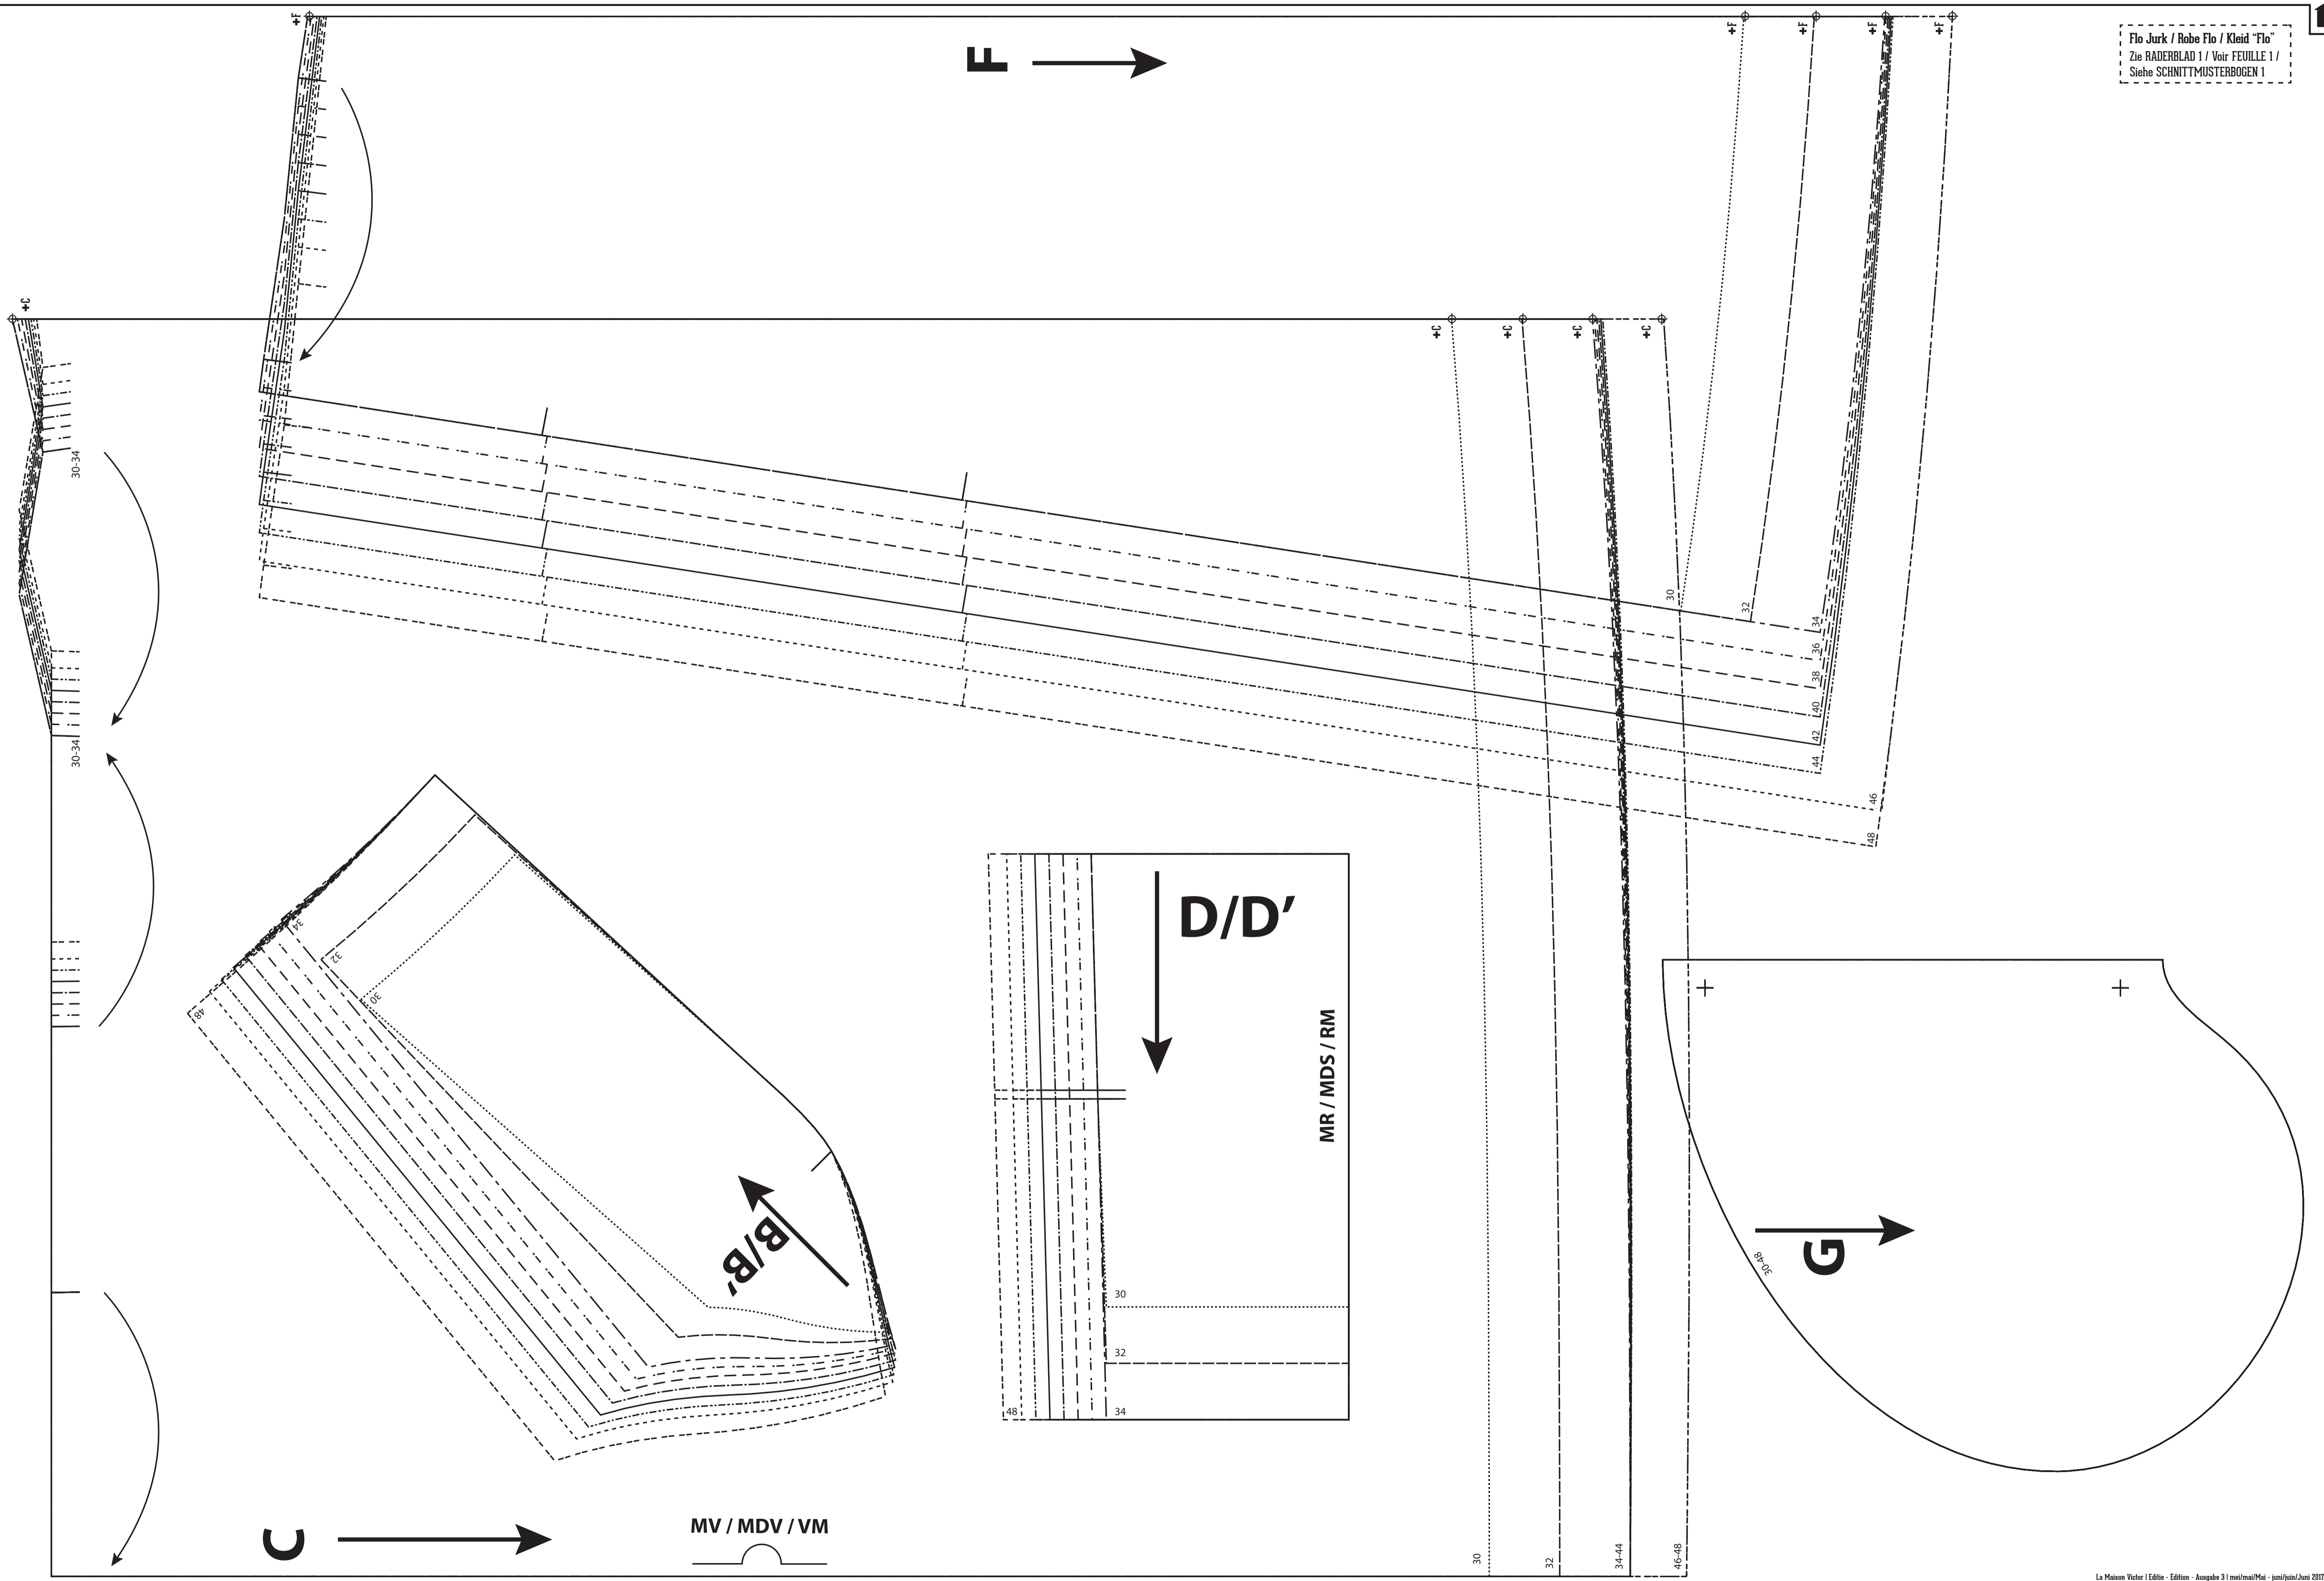 +F
F
+F
+F
+F
+F
Flo Jurk / Robe Flo / Kleid “Flo”
Zie RADERBLAD 1 / Voir FEUILLE 1 /
Siehe SCHNITTMUSTERBOGEN 1
+C
+C
+C
+C
+C
30-34
30
32
34
36
38
40
42
44
46
48
30-34
34
32
30
48
B/B’
D/D’
MR / MDS / RM
30
32
34
48
G
30-48
C
MV / MDV / VM
30
32
34-44
46-48
La Maison Victor | Editie - Édition - Ausgabe 3 | mei/mai/Mai - juni/juin/Juni 2017